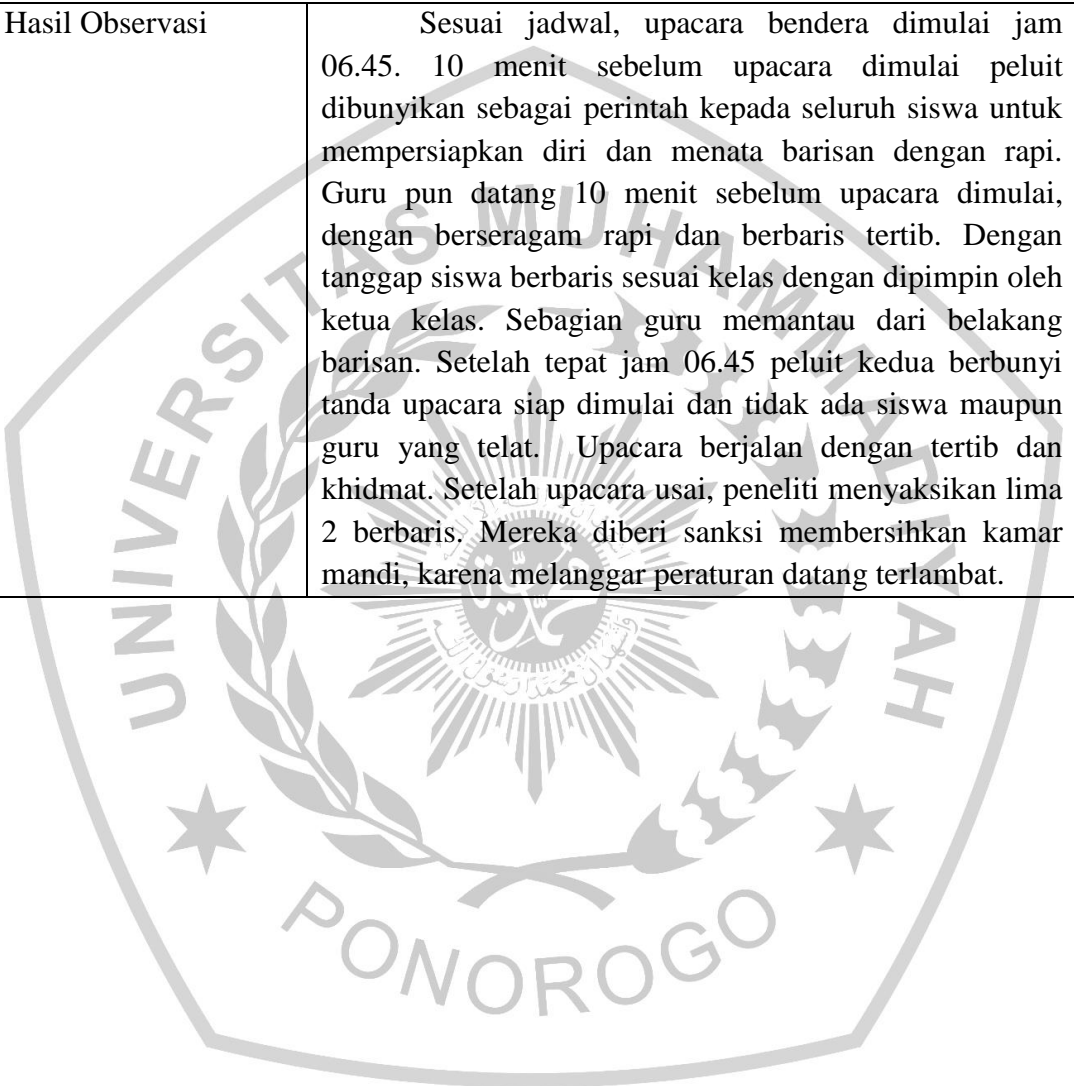 Hasil Observasi
Sesuai jadwal, upacara bendera dimulai jam
06.45. 10 menit sebelum upacara dimulai peluit
dibunyikan sebagai perintah kepada seluruh siswa untuk
mempersiapkan diri dan menata barisan dengan rapi.
Guru pun datang 10 menit sebelum upacara dimulai,
dengan berseragam rapi dan berbaris tertib. Dengan
tanggap siswa berbaris sesuai kelas dengan dipimpin oleh
ketua kelas. Sebagian guru memantau dari belakang
barisan. Setelah tepat jam 06.45 peluit kedua berbunyi
tanda upacara siap dimulai dan tidak ada siswa maupun
guru yang telat. Upacara berjalan dengan tertib dan
khidmat. Setelah upacara usai, peneliti menyaksikan lima
2 berbaris. Mereka diberi sanksi membersihkan kamar
mandi, karena melanggar peraturan datang terlambat.
UNIVERSITAS MUHAMMADIYAH
PONOROGO